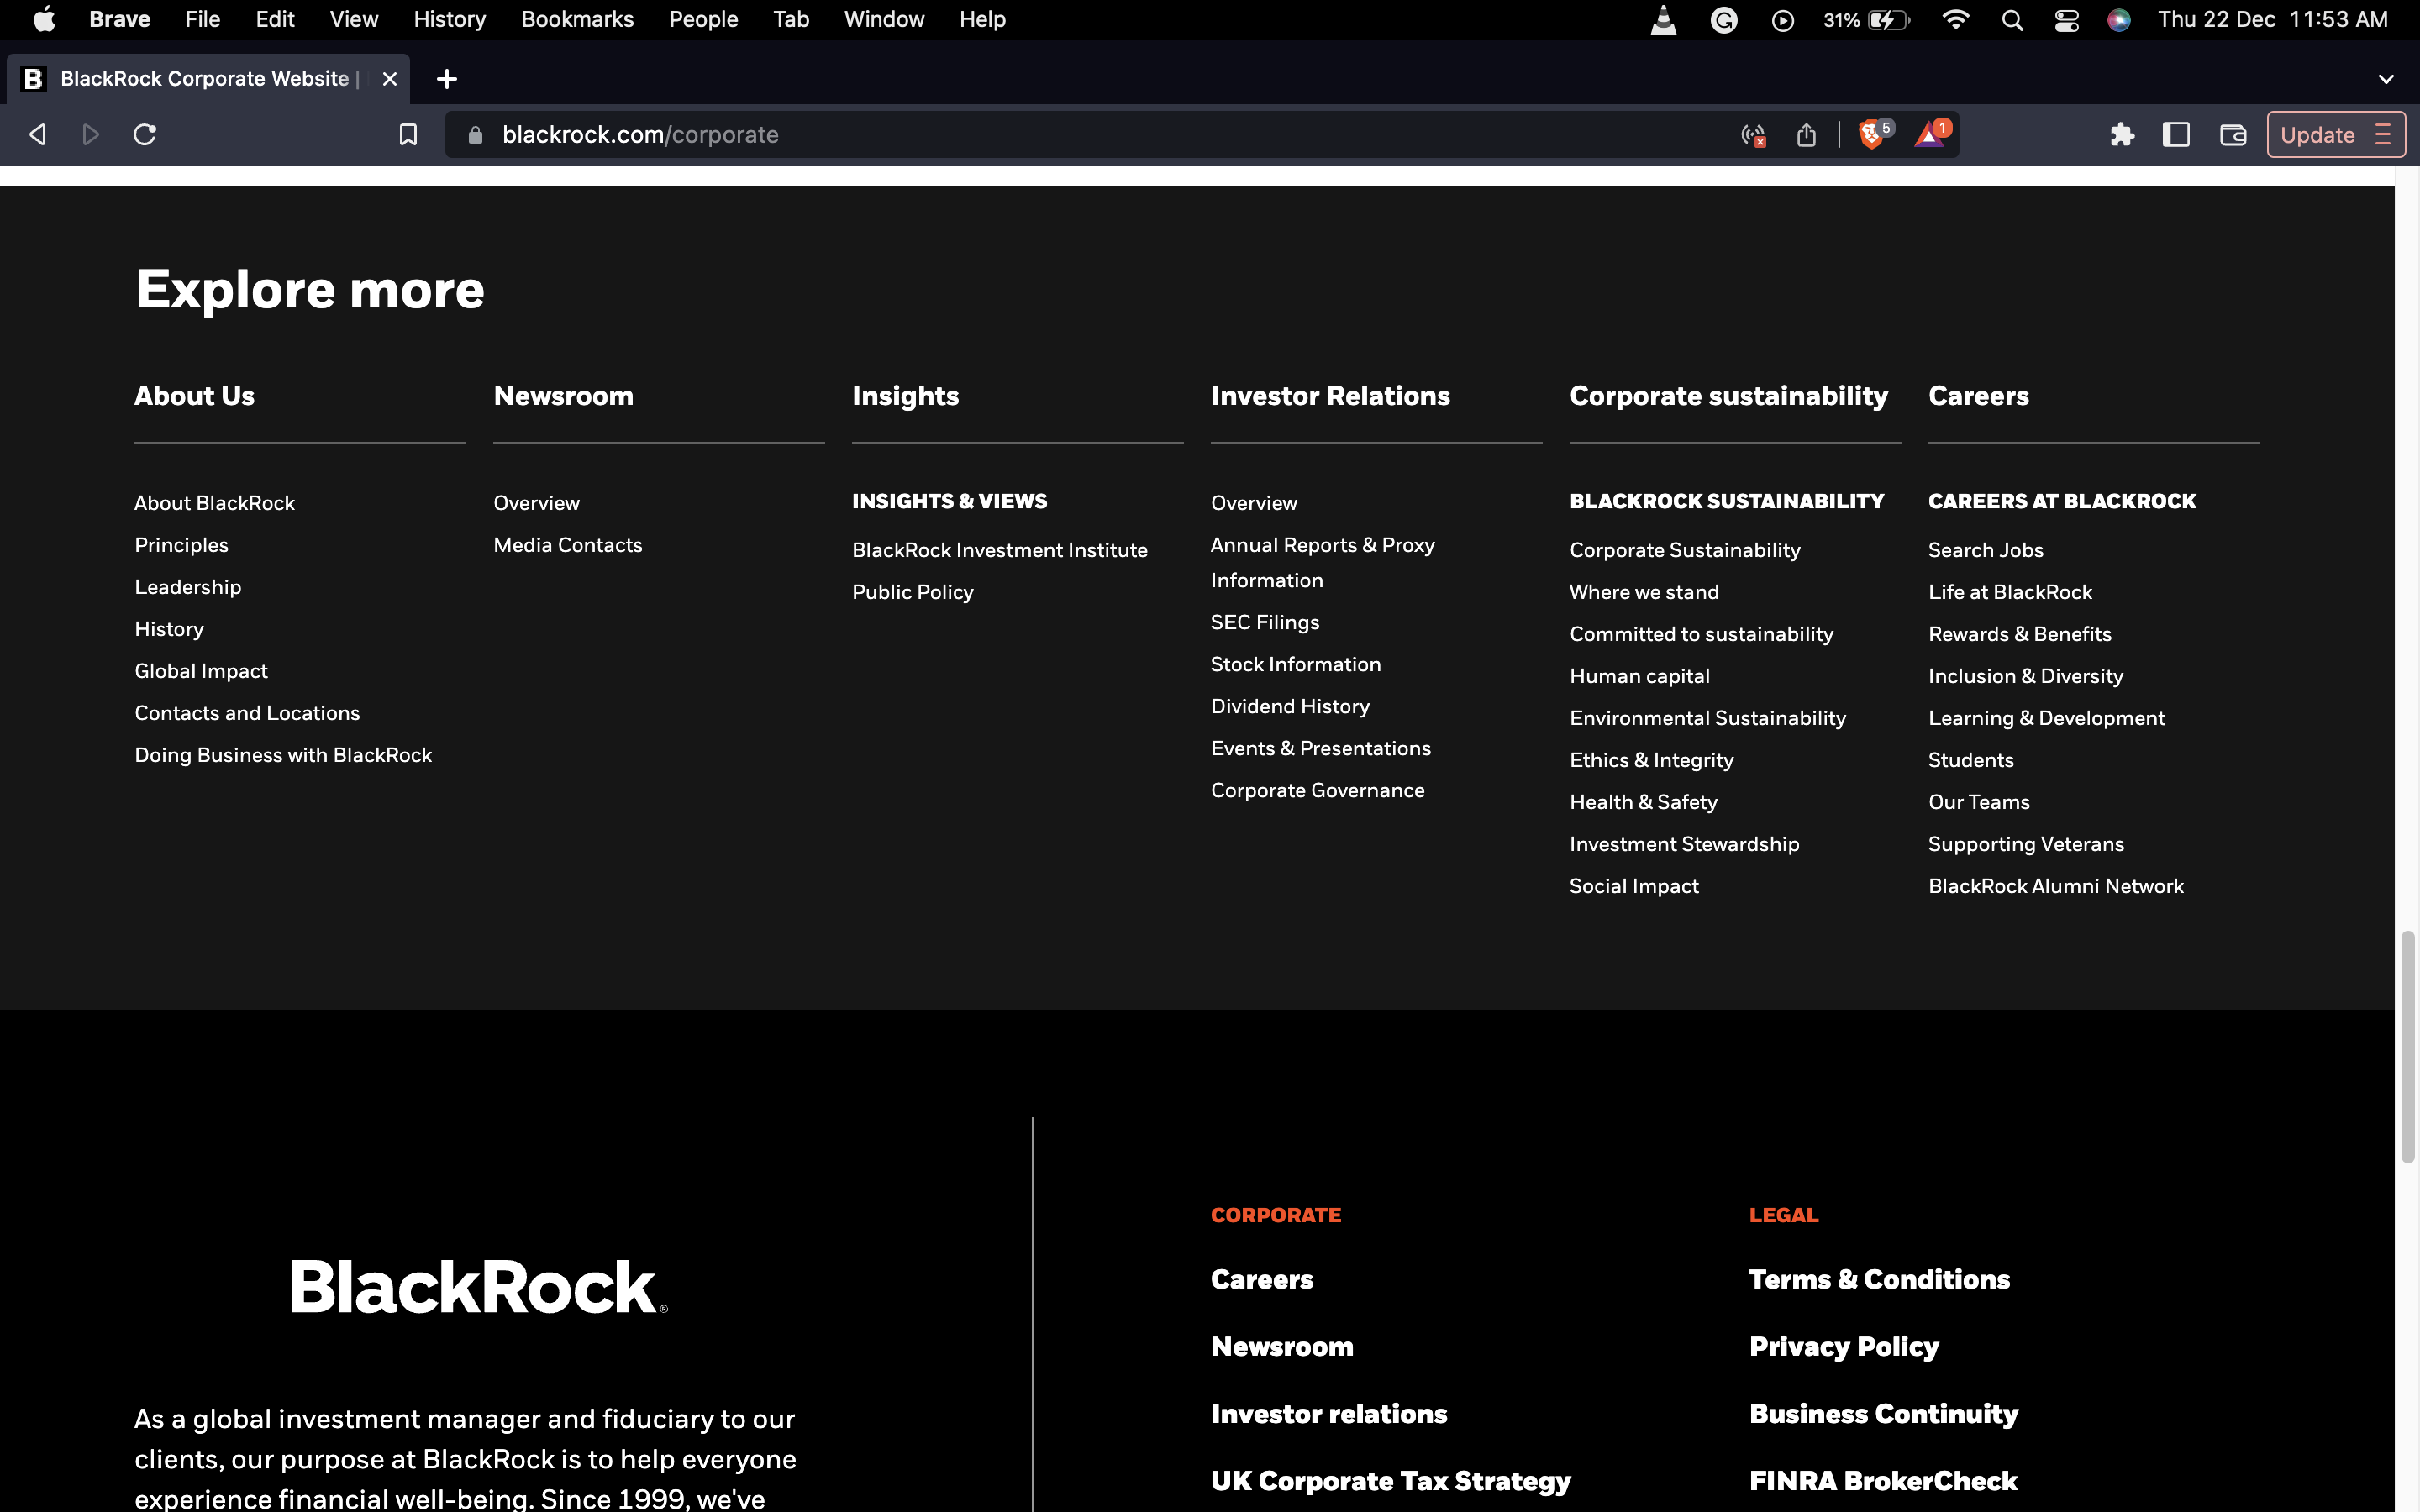 Brave File Edit View History Bookmarks People Tab Window Help 31% Thu 22 Dec 11:53 AM
B BlackRock Corporate Website |
blackrock.com/corporate 5 1 Update
Explore more
About Us
About BlackRock
Principles
Leadership
History
Global Impact
Contacts and Locations
Doing Business with BlackRock
Newsroom
Overview
Media Contacts
Insights
INSIGHTS & VIEWS
BlackRock Investment Institute
Public Policy
Investor Relations
Overview
Annual Reports & Proxy
Information
SEC Filings
Stock Information
Dividend History
Events & Presentations
Corporate Governance
Corporate sustainability
BLACKROCK SUSTAINABILITY
Corporate Sustainability
Where we stand
Committed to sustainability
Human capital
Environmental Sustainability
Ethics & Integrity
Health & Safety
Investment Stewardship
Social Impact
Careers
CAREERS AT BLACKROCK
Search Jobs
Life at BlackRock
Rewards & Benefits
Inclusion & Diversity
Learning & Development
Students
Our Teams
Supporting Veterans
BlackRock Alumni Network
BlackRock®
As a global investment manager and fiduciary to our
clients, our purpose at BlackRock is to help everyone
experience financial well-being. Since 1999, we've
CORPORATE
Careers
Newsroom
Investor relations
UK Corporate Tax Strategy
LEGAL
Terms & Conditions
Privacy Policy
Business Continuity
FINRA BrokerCheck